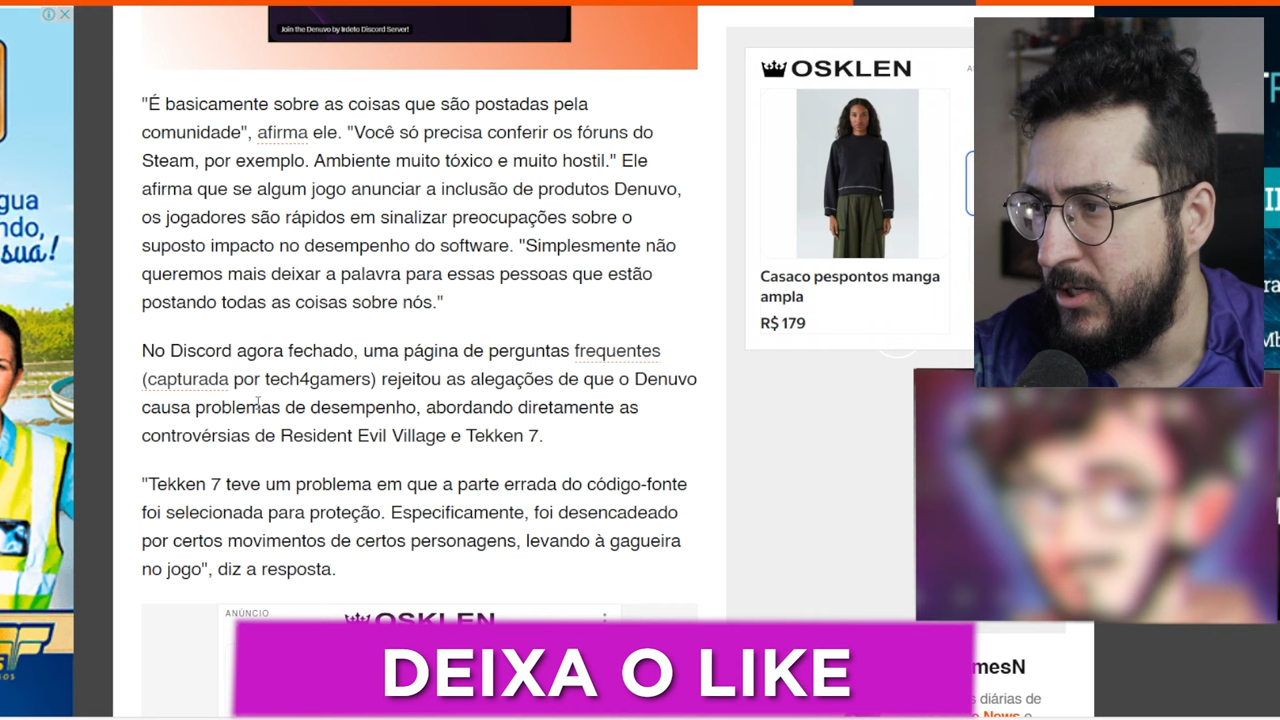 Join the Denuvo by Irdeto Discord Server!
"É basicamente sobre as coisas que são postadas pela
comunidade", afirma ele. "Você só precisa conferir os fóruns do
Steam, por exemplo. Ambiente muito tóxico e muito hostil." Ele
afirma que se algum jogo anunciar a inclusão de produtos Denuvo,
os jogadores são rápidos em sinalizar preocupações sobre o
suposto impacto no desempenho do software. "Simplesmente não
queremos mais deixar a palavra para essas pessoas que estão
postando todas as coisas sobre nós."
No Discord agora fechado, uma página de perguntas frequentes
(capturada por tech4gamers) rejeitou as alegações de que o Denuvo
causa problemas de desempenho, abordando diretamente as
controvérsias de Resident Evil Village e Tekken 7.
"Tekken 7 teve um problema em que a parte errada do código-fonte
foi selecionada para proteção. Especificamente, foi desencadeado
por certos movimentos de certos personagens, levando à gagueira
no jogo", diz a resposta.
ANÚNCIO
OSKLEN
OSKLEN
Casaco pespontos manga
ampla
R$ 179
sua!
DEIXA O LIKE
mesN
s diárias de
News e